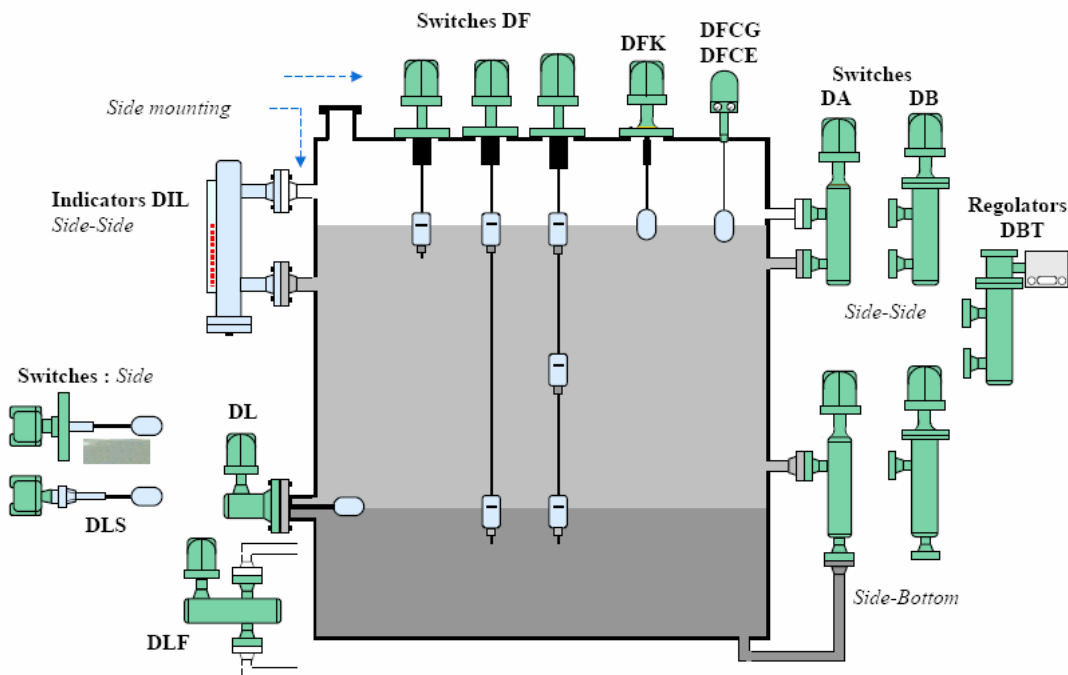 Switches DF
DFK
DFCG
DFCE
Switches
DA
DB
Side mounting
Indicators DIL
Side-Side
Regolators
DBT
Side-Side
Switches : Side
DL
DLS
DLF
Side-Bottom